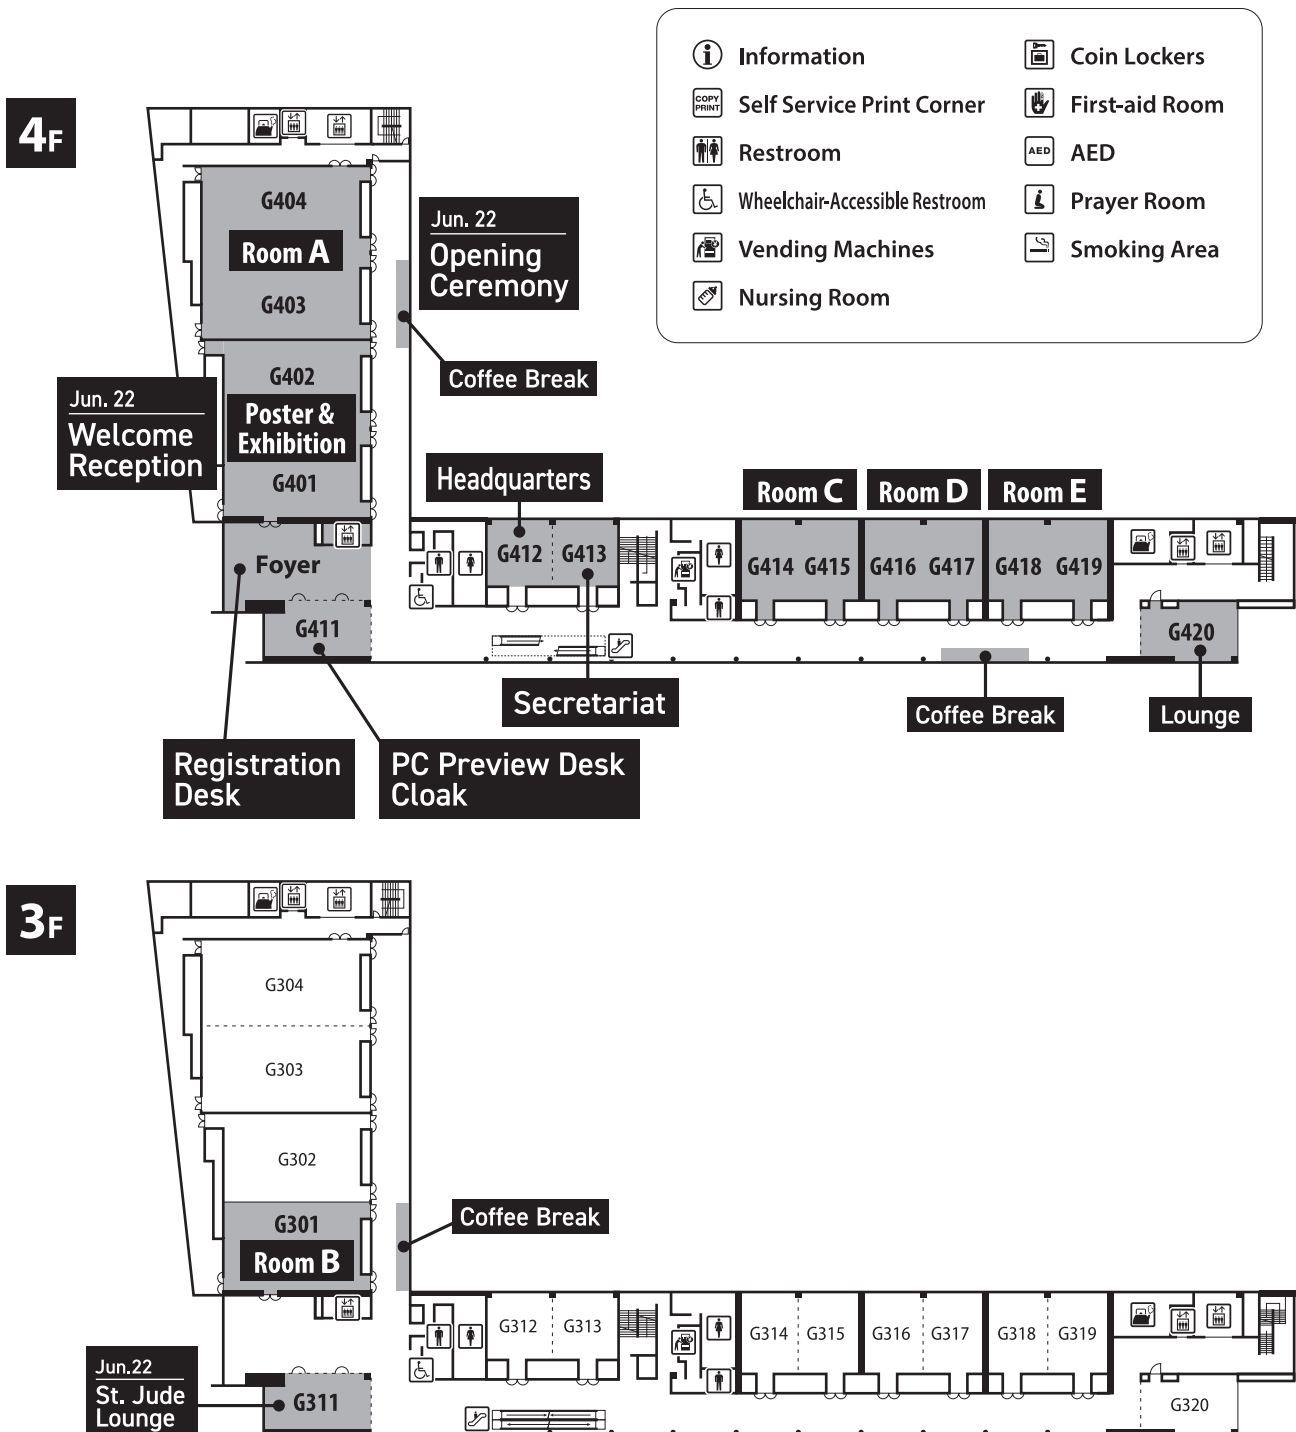 Information
Coin Lockers
COPY
PRINT
Self Service Print Corner
First-aid Room
Restroom
AED
AED
Wheelchair-Accessible Restroom
Prayer Room
Vending Machines
Smoking Area
Nursing Room
4F
G404
Room A
G403
Jun. 22
Opening
Ceremony
Coffee Break
G402
Poster &
Exhibition
G401
Jun. 22
Welcome
Reception
Headquarters
Room C
Room D
Room E
Foyer
G412
G413
G414
G415
G416
G417
G418
G419
G411
G420
Secretariat
Coffee Break
Lounge
Registration
Desk
PC Preview Desk
Cloak
3F
G304
G303
G302
G301
Room B
Coffee Break
G312
G313
G314
G315
G316
G317
G318
G319
Jun.22
St. Jude
Lounge
G311
G320